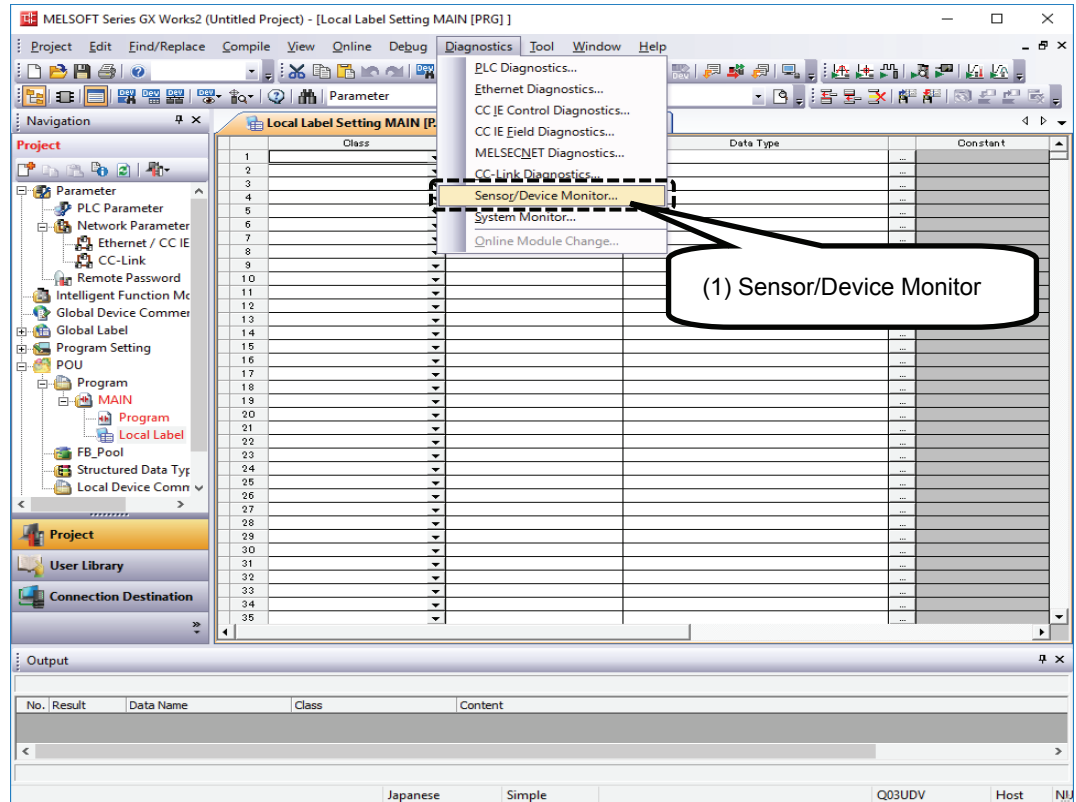 MELSOFT Series GX Works2 (Untitled Project) - [Local Label Setting MAIN [PRG] ]
Project Edit Find/Replace Compile View Online Debug Diagnostics Tool Window Help
Parameter
PLC Diagnostics...
Ethernet Diagnostics...
CC IE Control Diagnostics...
CC IE Field Diagnostics...
MELSECNET Diagnostics...
CC-Link Diagnostics...
Sensor/Device Monitor...
System Monitor...
Online Module Change...
(1) Sensor/Device Monitor
Navigation
Project
Parameter
PLC Parameter
Network Parameter
Ethernet / CC IE
CC-Link
Remote Password
Intelligent Function Mo
Global Device Commer
Global Label
Program Setting
POU
Program
MAIN
Program
Local Label
FB_Pool
Structured Data Typ
Local Device Comm
Project
User Library
Connection Destination
Local Label Setting MAIN [P
Class Data Type Constant
1
2
3
4
5
6
7
8
9
10
11
12
13
14
15
16
17
18
19
20
21
22
23
24
25
26
27
28
29
30
31
32
33
34
35
Output
No. Result Data Name Class Content
Japanese Simple Q03UDV Host NU